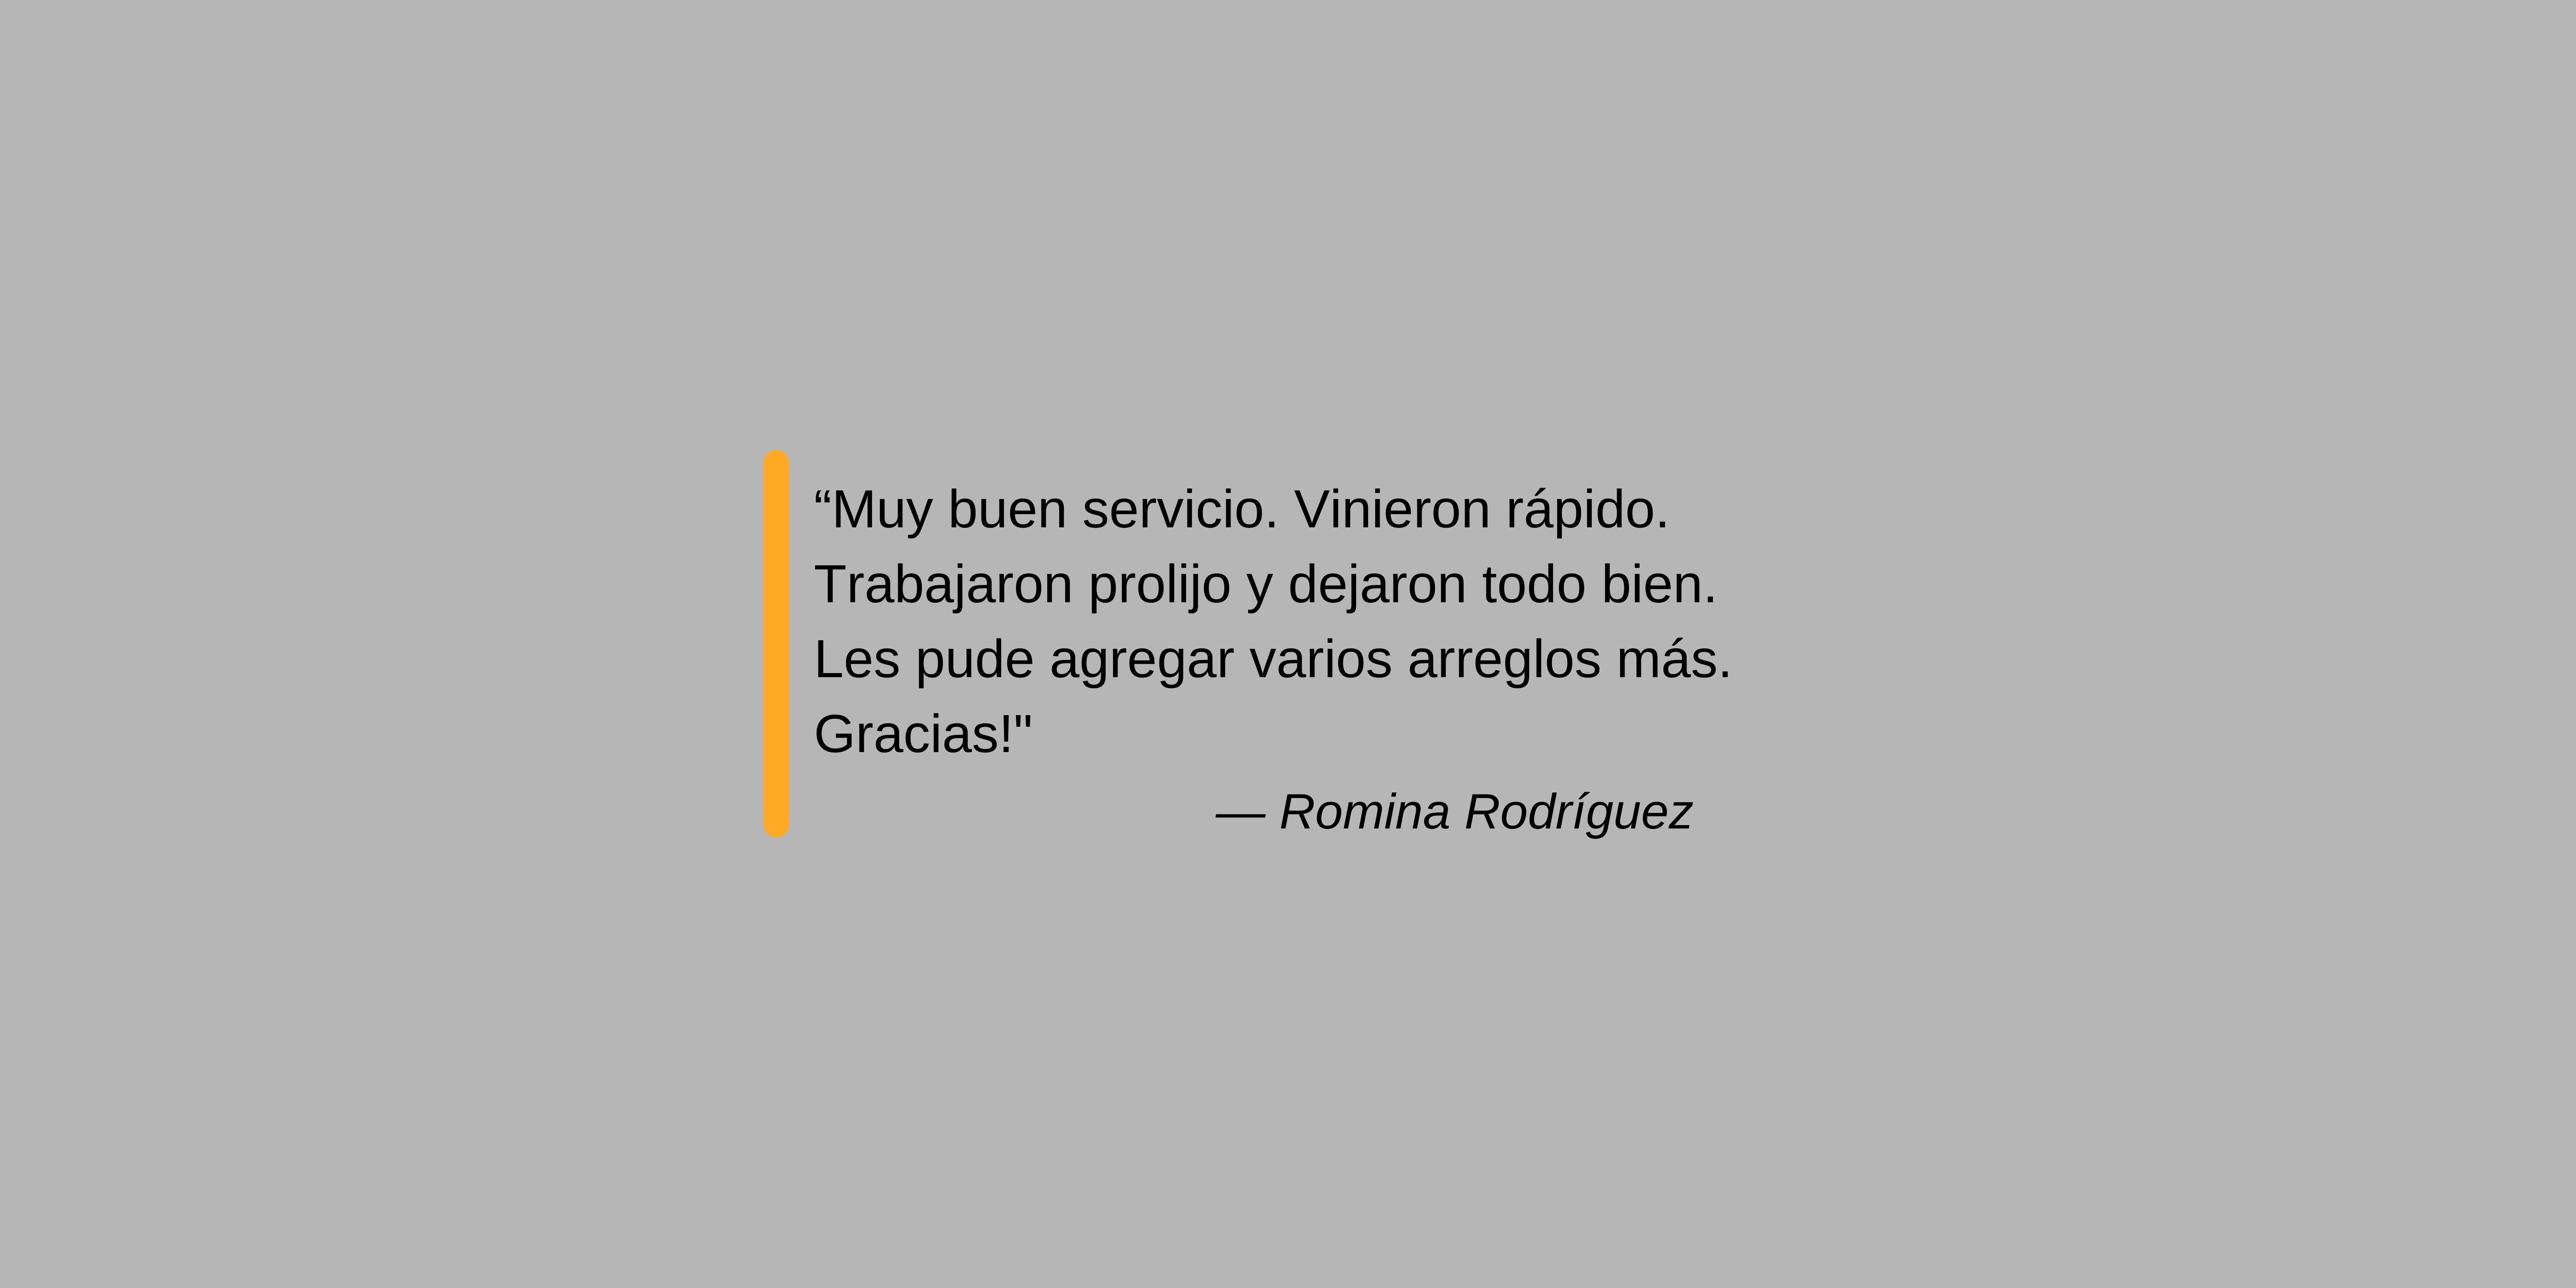 “Muy buen servicio. Vinieron rápido.
Trabajaron prolijo y dejaron todo bien.
Les pude agregar varios arreglos más.
Gracias!"
— Romina Rodríguez